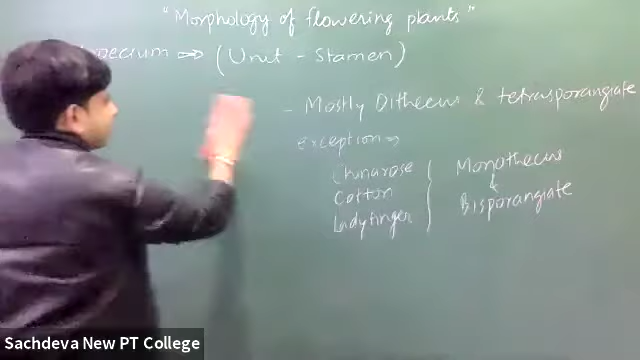 "Morphology of flowering plants"
⇒ (Unit - Stamen)
- Mostly Dithecus & tetrasporangiate
Exception ⇒
Chinarose
Cotton
Ladyfinger
Monothecus
&
Bisporangiate
Sachdeva New PT College